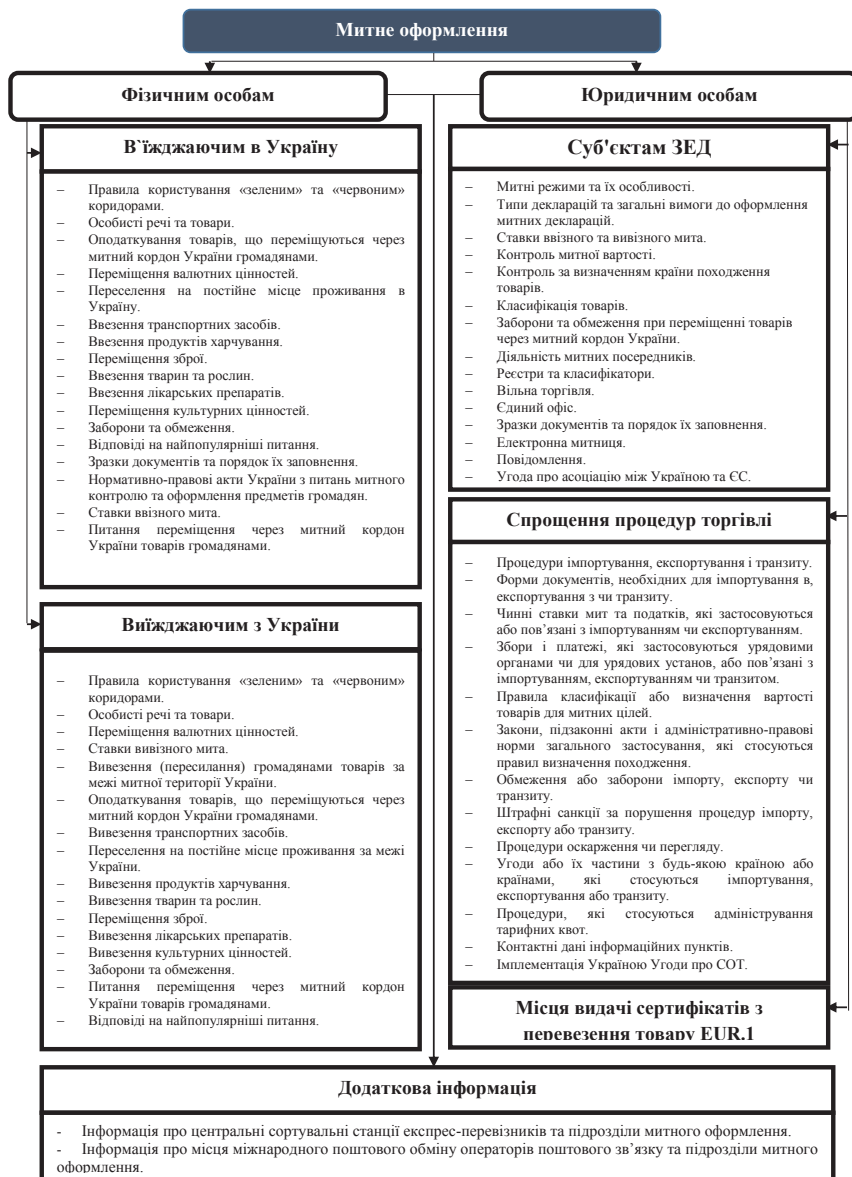 Митне оформлення
Фізичним особам
Юридичним особам
В`їжджаючим в Україну
– Правила користування «зеленим» та «червоним»
коридорами.
– Особисті речі та товари.
– Оподаткування товарів, що переміщуються через
митний кордон України громадянами.
– Переміщення валютних цінностей.
– Переселення на постійне місце проживання в
Україну.
– Ввезення транспортних засобів.
– Ввезення продуктів харчування.
– Переміщення зброї.
– Ввезення тварин та рослин.
– Ввезення лікарських препаратів.
– Переміщення культурних цінностей.
– Заборони та обмеження.
– Відповіді на найпопулярніші питання.
– Зразки документів та порядок їх заповнення.
– Нормативно-правові акти України з питань митного
контролю та оформлення предметів громадян.
– Ставки ввізного мита.
– Питання переміщення через митний кордон
України товарів громадянами.
Виїжджаючим з України
– Правила користування «зеленим» та «червоним»
коридорами.
– Особисті речі та товари.
– Переміщення валютних цінностей.
– Ставки вивізного мита.
– Вивезення (пересилання) громадянами товарів за
межі митної території України.
– Оподаткування товарів, що переміщуються через
митний кордон України громадянами.
– Вивезення транспортних засобів.
– Переселення на постійне місце проживання за межі
України.
– Вивезення продуктів харчування.
– Вивезення тварин та рослин.
– Переміщення зброї.
– Вивезення лікарських препаратів.
– Вивезення культурних цінностей.
– Заборони та обмеження.
– Питання переміщення через митний кордон
України товарів громадянами.
– Відповіді на найпопулярніші питання.
Суб'єктам ЗЕД
– Митні режими та їх особливості.
– Типи декларацій та загальні вимоги до оформлення
митних декларацій.
– Ставки ввізного та вивізного мита.
– Контроль митної вартості.
– Контроль за визначенням країни походження
товарів.
– Класифікація товарів.
– Заборони та обмеження при переміщенні товарів
через митний кордон України.
– Діяльність митних посередників.
– Реєстри та класифікатори.
– Вільна торгівля.
– Єдиний офіс.
– Зразки документів та порядок їх заповнення.
– Електронна митниця.
– Повідомлення.
– Угода про асоціацію між Україною та ЄС.
Спрощення процедур торгівлі
– Процедури імпортування, експортування і транзиту.
– Форми документів, необхідних для імпортування в,
експортування з чи транзиту.
– Чинні ставки мит та податків, які застосовуються
або пов’язані з імпортуванням чи експортуванням.
– Збори і платежі, які застосовуються урядовими
органами чи для урядових установ, або пов’язані з
імпортуванням, експортуванням чи транзитом.
– Правила класифікації або визначення вартості
товарів для митних цілей.
– Закони, підзаконні акти і адміністративно-правові
норми загального застосування, які стосуються
правил визначення походження.
– Обмеження або заборони імпорту, експорту чи
транзиту.
– Штрафні санкції за порушення процедур імпорту,
експорту або транзиту.
– Процедури оскарження чи перегляду.
– Угоди або їх частини з будь-якою країною або
країнами, які стосуються імпортування,
експортування або транзиту.
– Процедури, які стосуються адміністрування
тарифних квот.
– Контактні дані інформаційних пунктів.
– Імплементація Україною Угоди про СОТ.
Місця видачі сертифікатів з
перевезення товару EUR.1
Додаткова інформація
- Інформація про центральні сортувальні станції експрес-перевізників та підрозділи митного оформлення.
- Інформація про місця міжнародного поштового обміну операторів поштового зв’язку та підрозділи митного
оформлення.